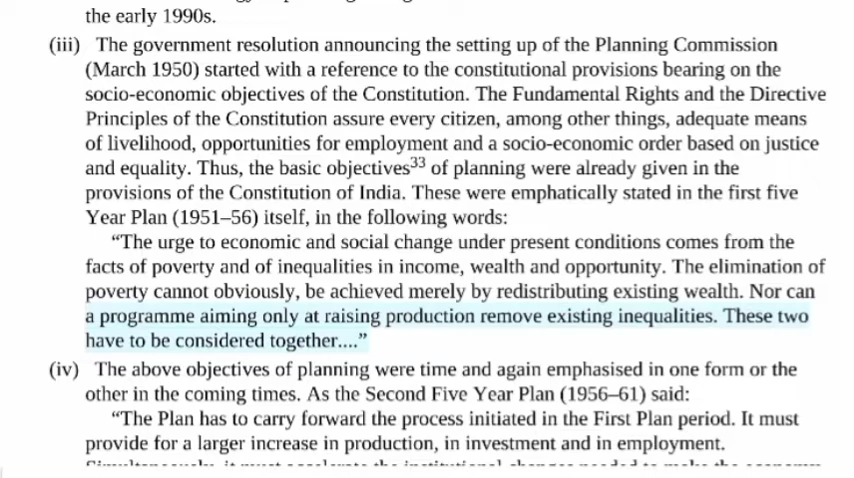 the early 1990s.
(iii) The government resolution announcing the setting up of the Planning Commission
(March 1950) started with a reference to the constitutional provisions bearing on the
socio-economic objectives of the Constitution. The Fundamental Rights and the Directive
Principles of the Constitution assure every citizen, among other things, adequate means
of livelihood, opportunities for employment and a socio-economic order based on justice
and equality. Thus, the basic objectives33 of planning were already given in the
provisions of the Constitution of India. These were emphatically stated in the first five
Year Plan (1951–56) itself, in the following words:
“The urge to economic and social change under present conditions comes from the
facts of poverty and of inequalities in income, wealth and opportunity. The elimination of
poverty cannot obviously, be achieved merely by redistributing existing wealth. Nor can
a programme aiming only at raising production remove existing inequalities. These two
have to be considered together....”
(iv) The above objectives of planning were time and again emphasised in one form or the
other in the coming times. As the Second Five Year Plan (1956–61) said:
“The Plan has to carry forward the process initiated in the First Plan period. It must
provide for a larger increase in production, in investment and in employment.